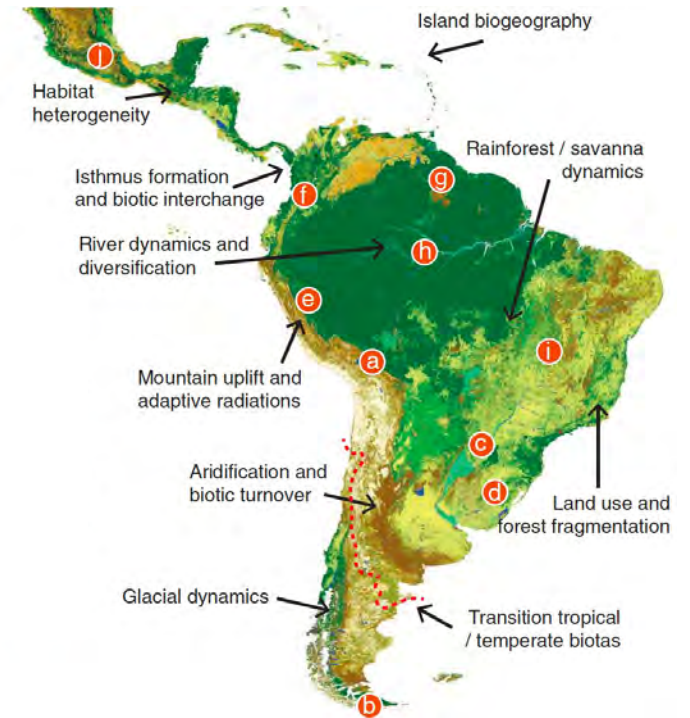 Island biogeography
j
Habitat
heterogeneity
Rainforest / savanna
dynamics
Isthmus formation
and biotic interchange
g
f
River dynamics and
diversification
h
e
i
a
Mountain uplift and
adaptive radiations
c
Aridification and
biotic turnover
d
Land use and
forest fragmentation
Glacial dynamics
Transition tropical
/ temperate biotas
b